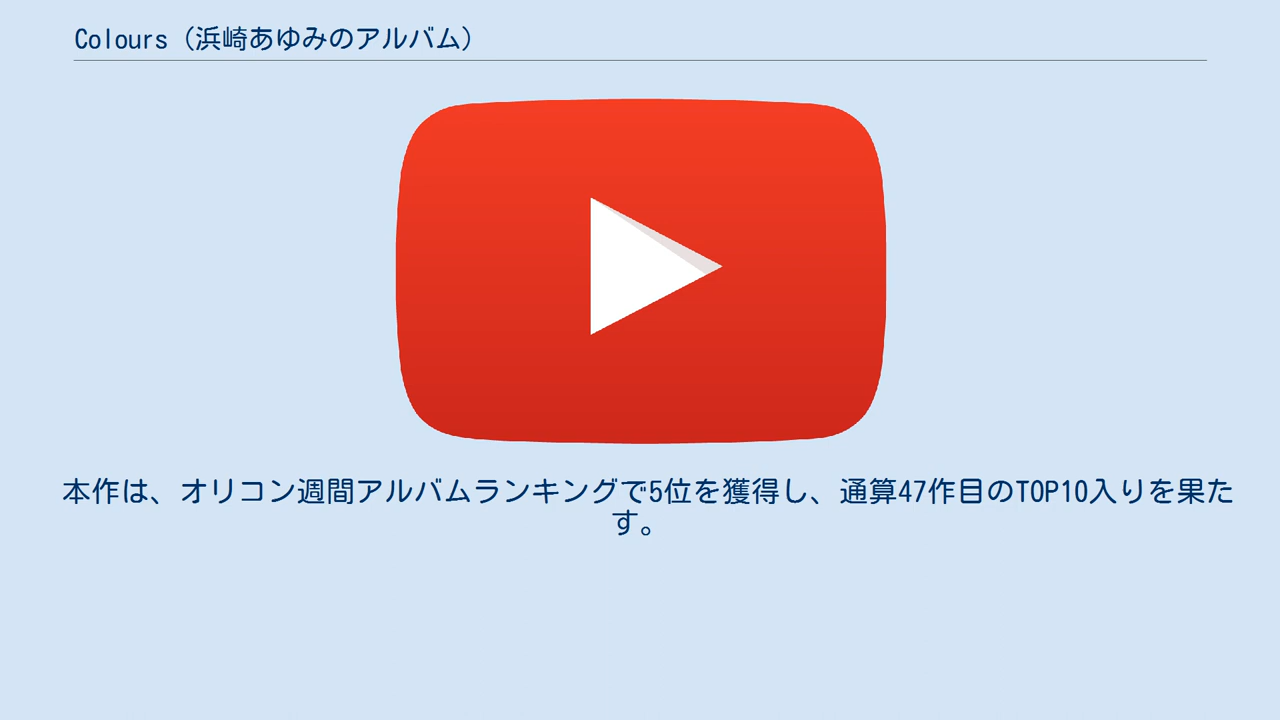 Colours（浜崎あゆみのアルバム）
本作は、オリコン週間アルバムランキングで5位を獲得し、通算47作目のTOP10入りを果た
す。